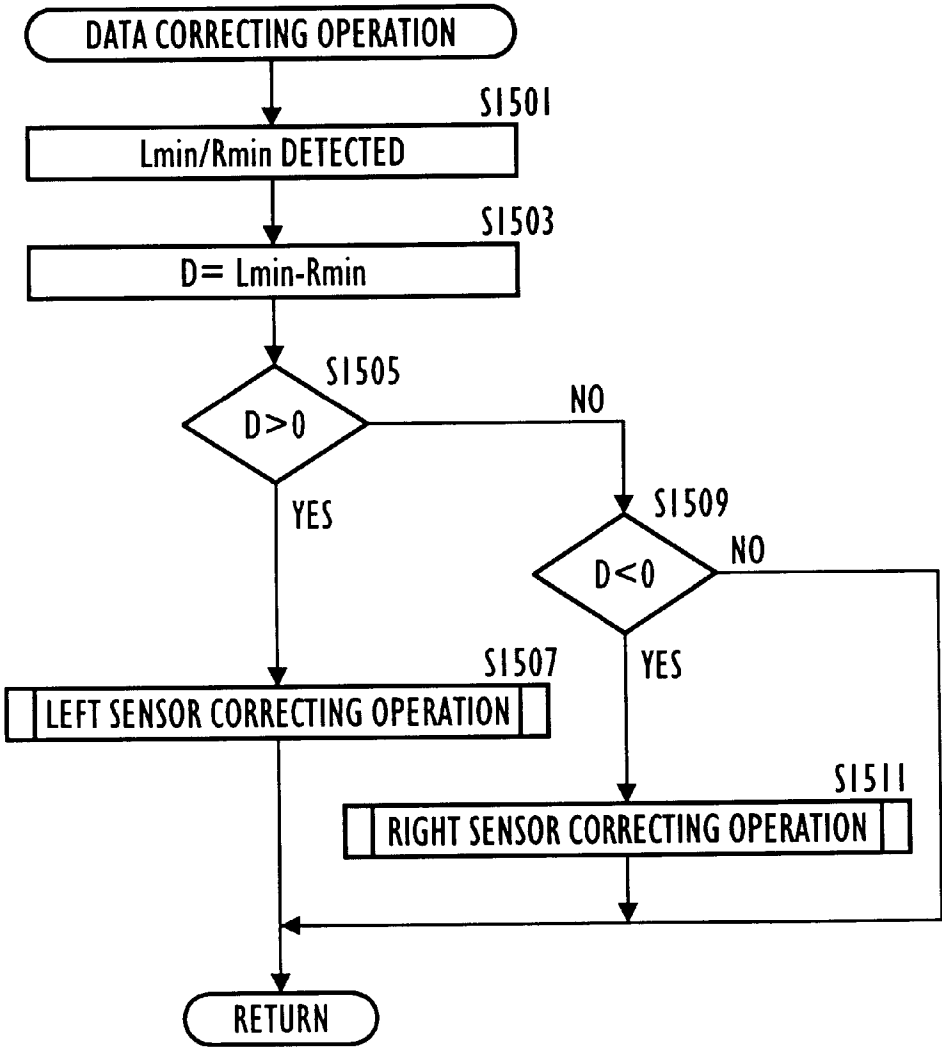 DATA CORRECTING OPERATION
S1501
Lmin/Rmin DETECTED
S1503
D= Lmin-Rmin
S1505
D>0
NO
YES
S1509
D<0
NO
YES
S1507
LEFT SENSOR CORRECTING OPERATION
S1511
RIGHT SENSOR CORRECTING OPERATION
RETURN